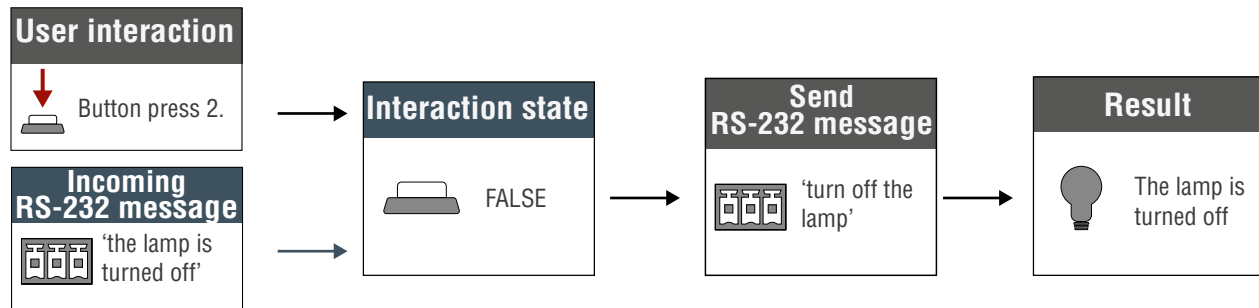 User interaction
Button press 2.
Incoming
RS-232 message
‘the lamp is
turned off’
Interaction state
FALSE
Send
RS-232 message
‘turn off the
lamp’
Result
The lamp is
turned off